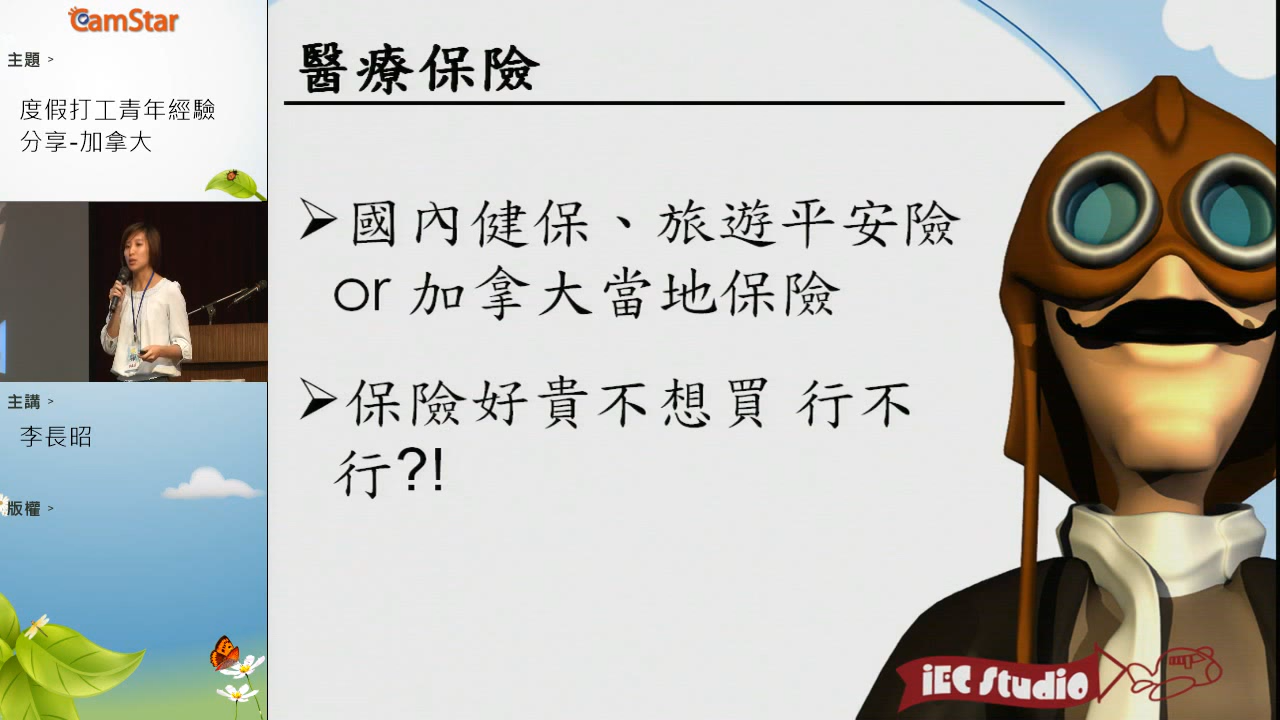 CamStar
主題 >
度假打工青年經驗
分享-加拿大
主講 >
李長昭
版權 >
醫療保險
➢國內健保、旅遊平安險
or 加拿大當地保險
➢保險好貴不想買 行不
行?!
iEC Studio